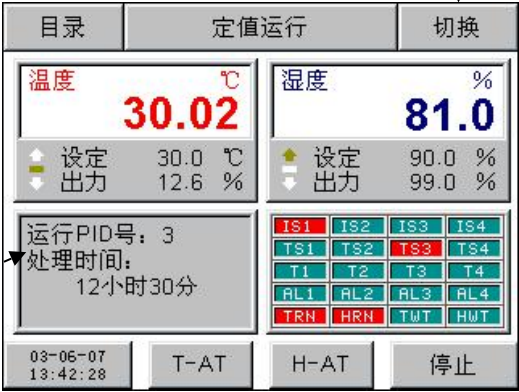 目录 定值运行 切换
温度 ℃ 湿度 %
30.02 81.0
设定 30.0 ℃ 设定 90.0 %
出力 12.6 % 出力 99.0 %
运行PID号：3
处理时间：
12小时30分
IS1 IS2 IS3 IS4
TS1 TS2 TS3 TS4
T1 T2 T3 T4
AL1 AL2 AL3 AL4
TRN HRN TWT HWT
03-06-07
13:42:28
T-AT H-AT 停止